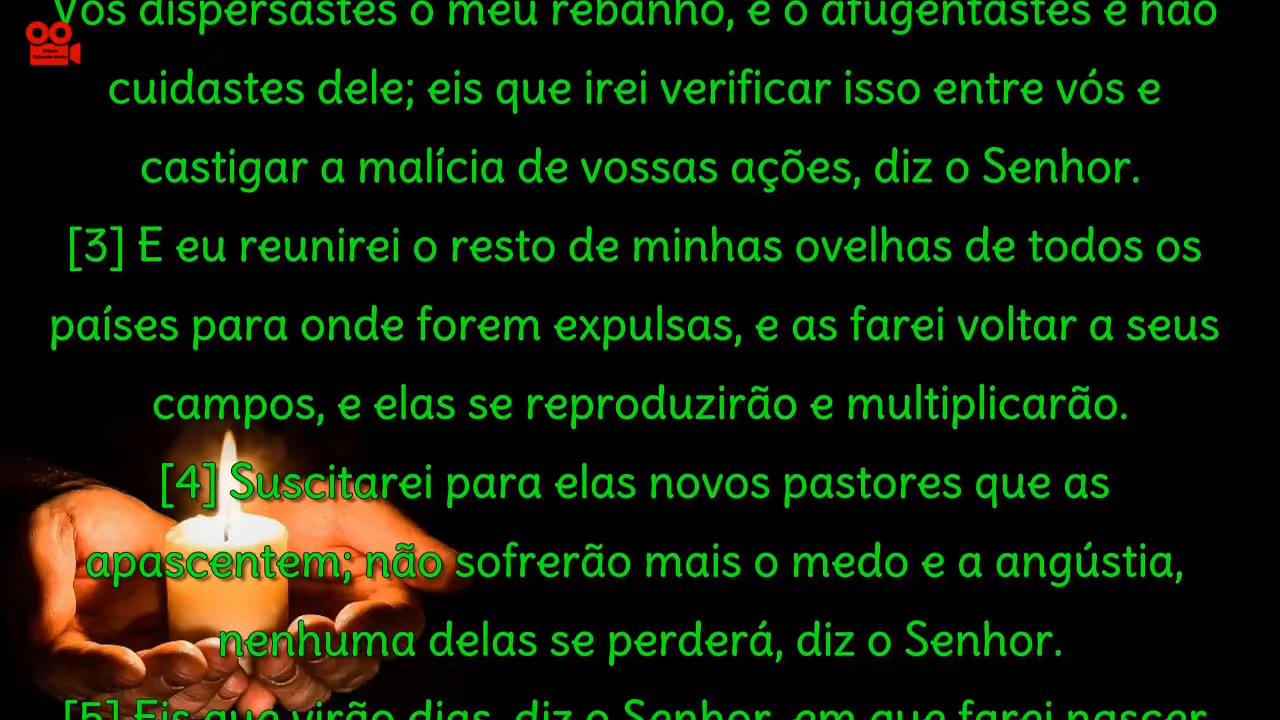 Vós dispersastes o meu rebanho, e o afugentastes e não
cuidastes dele; eis que irei verificar isso entre vós e
castigar a malícia de vossas ações, diz o Senhor.
[3] E eu reunirei o resto de minhas ovelhas de todos os
países para onde forem expulsas, e as farei voltar a seus
campos, e elas se reproduzirão e multiplicarão.
[4] Suscitarei para elas novos pastores que as
apascentem; não sofrerão mais o medo e a angústia,
nenhuma delas se perderá, diz o Senhor.
[5] Eis que virão dias, diz o Senhor, em que farei nascer